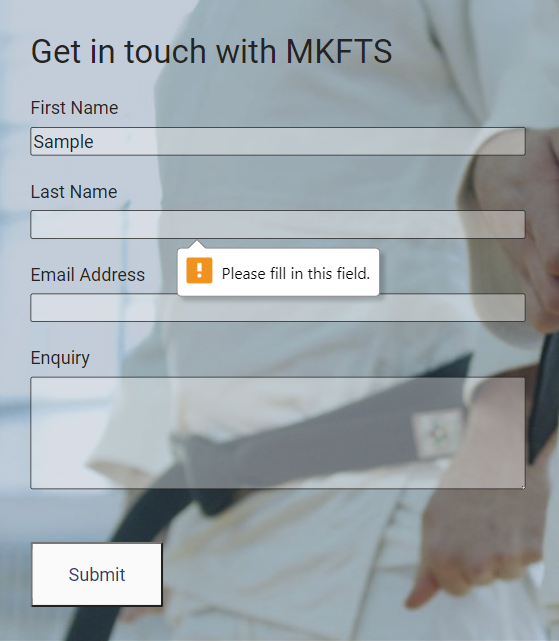 Get in touch with MKFTS
First Name
Sample
Last Name
Please fill in this field.
Email Address
Enquiry
Submit